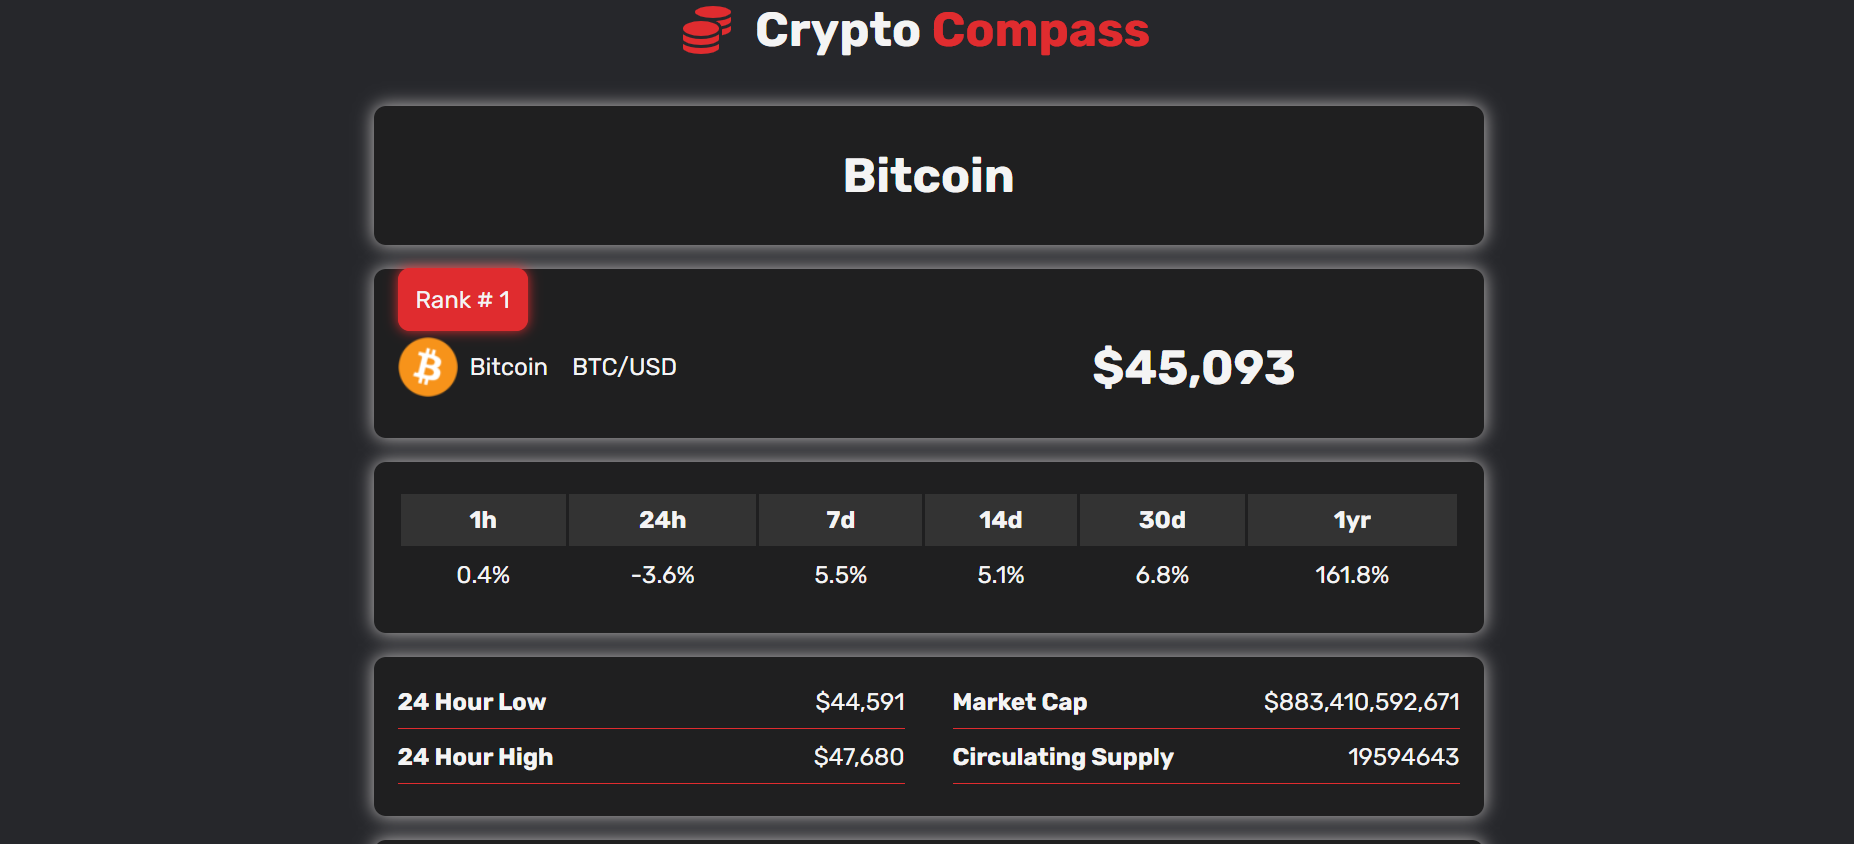 Crypto Compass
Bitcoin
Rank # 1
Bitcoin BTC/USD $45,093
1h 24h 7d 14d 30d 1yr
0.4% -3.6% 5.5% 5.1% 6.8% 161.8%
24 Hour Low $44,591 Market Cap $883,410,592,671
24 Hour High $47,680 Circulating Supply 19594643